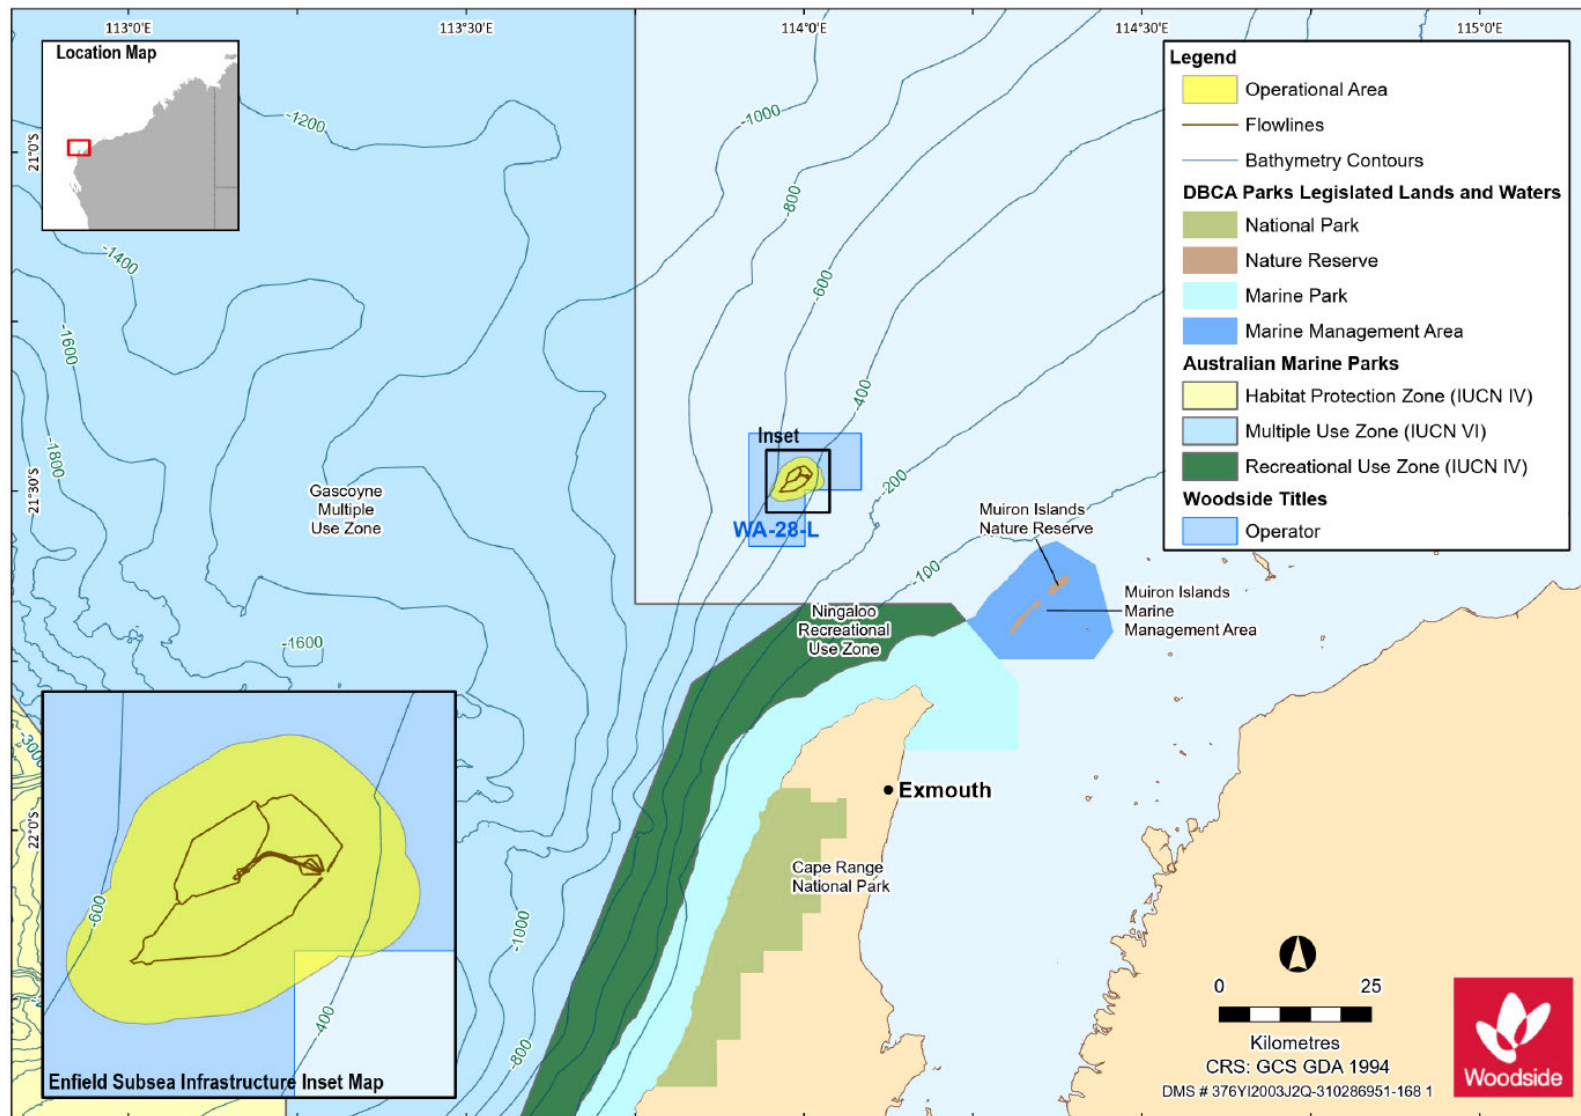 113°0'E
113°30'E
114°0'E
114°30'E
115°0'E
Location Map
21°0'S
21°30'S
22°0'S
-1200
-1000
-800
-600
-400
-200
-100
-1400
-1600
-1800
-1600
-1000
-800
Gascoyne
Multiple
Use Zone
Inset
WA-28-L
Ningaloo
Recreational
Use Zone
Muiron Islands
Nature Reserve
Muiron Islands
Marine
Management Area
Exmouth
Cape Range
National Park
Legend
Operational Area
Flowlines
Bathymetry Contours
DBCA Parks Legislated Lands and Waters
National Park
Nature Reserve
Marine Park
Marine Management Area
Australian Marine Parks
Habitat Protection Zone (IUCN IV)
Multiple Use Zone (IUCN VI)
Recreational Use Zone (IUCN IV)
Woodside Titles
Operator
-600
-400
Enfield Subsea Infrastructure Inset Map
0 25
Kilometres
CRS: GCS GDA 1994
DMS # 376YI2003J2Q-310286951-168 1
Woodside